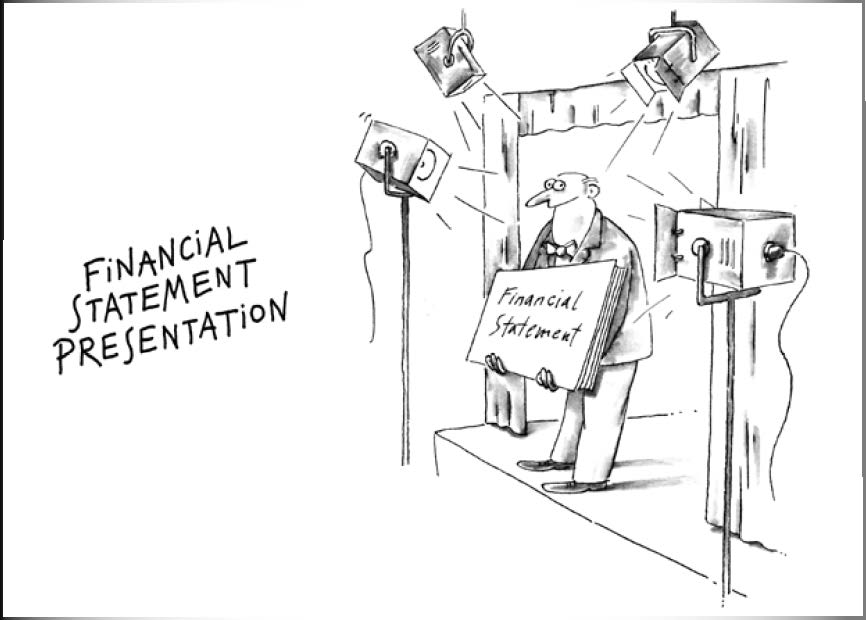 FiNANCiAL
STATEMENT
PRESENTATiON
Financial
Statement